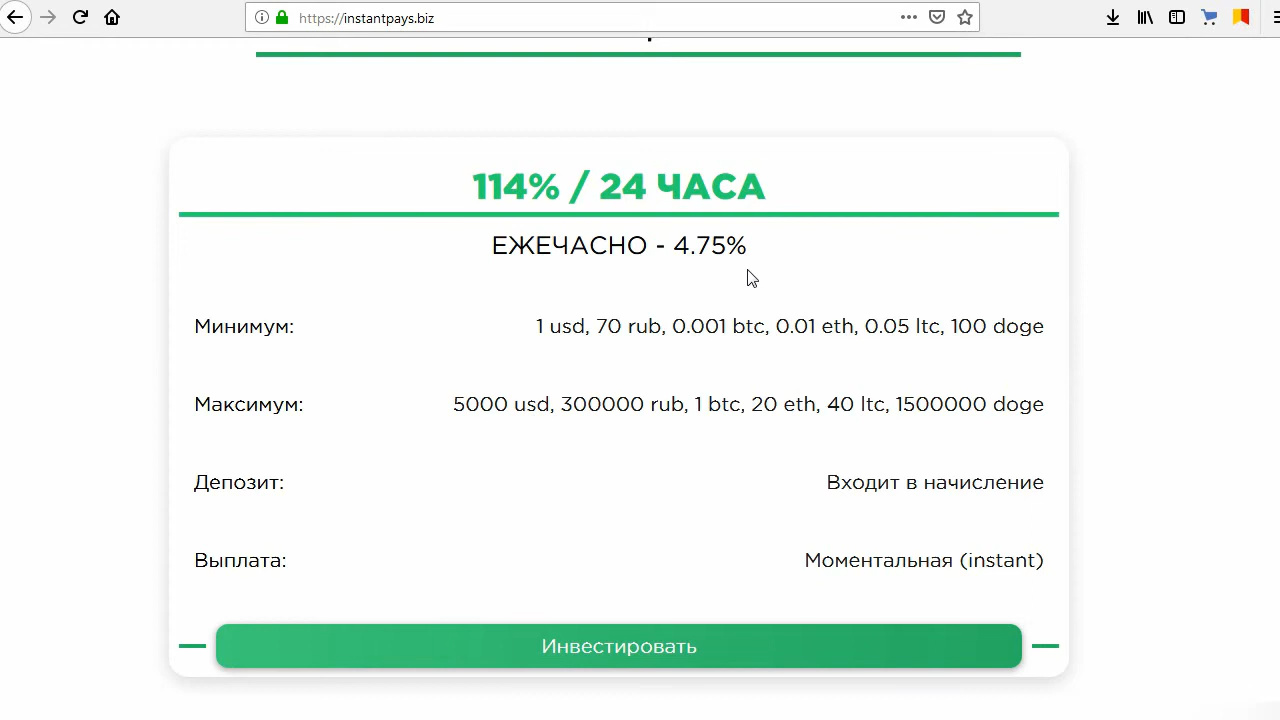 https://instantpays.biz
114% / 24 ЧАСА
ЕЖЕЧАСНО - 4.75%
Минимум: 1 usd, 70 rub, 0.001 btc, 0.01 eth, 0.05 ltc, 100 doge
Максимум: 5000 usd, 300000 rub, 1 btc, 20 eth, 40 ltc, 1500000 doge
Депозит: Входит в начисление
Выплата: Моментальная (instant)
Инвестировать